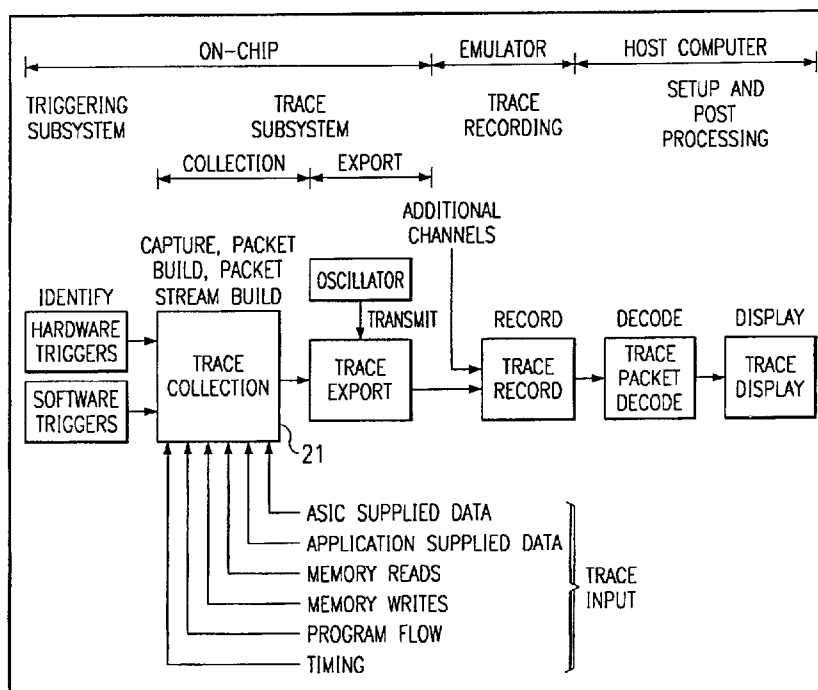 ON-CHIP
EMULATOR
HOST COMPUTER
TRIGGERING
SUBSYSTEM
TRACE
SUBSYSTEM
TRACE
RECORDING
SETUP AND
POST
PROCESSING
COLLECTION
EXPORT
ADDITIONAL
CHANNELS
CAPTURE, PACKET
BUILD, PACKET
STREAM BUILD
IDENTIFY
OSCILLATOR
TRANSMIT
RECORD
DECODE
DISPLAY
HARDWARE
TRIGGERS
SOFTWARE
TRIGGERS
TRACE
COLLECTION
TRACE
EXPORT
TRACE
RECORD
TRACE
PACKET
DECODE
TRACE
DISPLAY
21
ASIC SUPPLIED DATA
APPLICATION SUPPLIED DATA
MEMORY READS
MEMORY WRITES
PROGRAM FLOW
TIMING
TRACE
INPUT